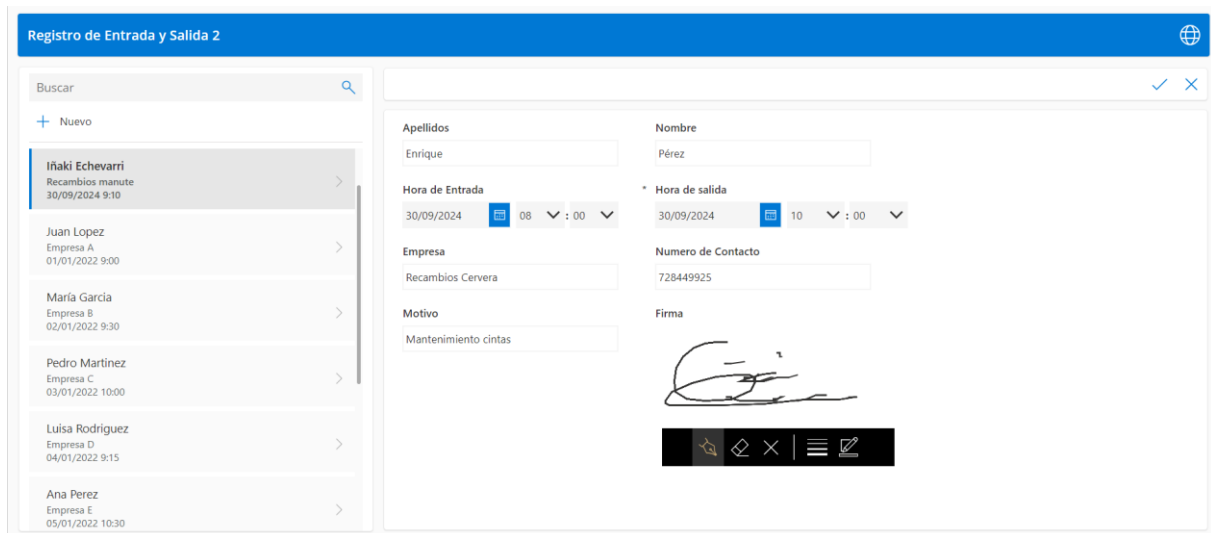 Registro de Entrada y Salida 2
Buscar
Nuevo
Iñaki Echevarri
Recambios manute
30/09/2024 9:10
Juan Lopez
Empresa A
01/01/2022 9:00
María Garcia
Empresa B
02/01/2022 9:30
Pedro Martinez
Empresa C
03/01/2022 10:00
Luisa Rodriguez
Empresa D
04/01/2022 9:15
Ana Perez
Empresa E
05/01/2022 10:30
Apellidos
Enrique
Nombre
Pérez
Hora de Entrada
30/09/2024 08 : 00
* Hora de salida
30/09/2024 10 : 00
Empresa
Recambios Cervera
Numero de Contacto
728449925
Motivo
Mantenimiento cintas
Firma